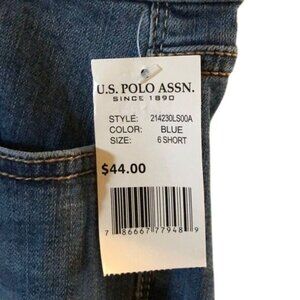 U.S. POLO ASSN.
SINCE 1890
STYLE: 214230LS00A
COLOR: BLUE
SIZE: 6 SHORT
$44.00
7 86667 77948 9